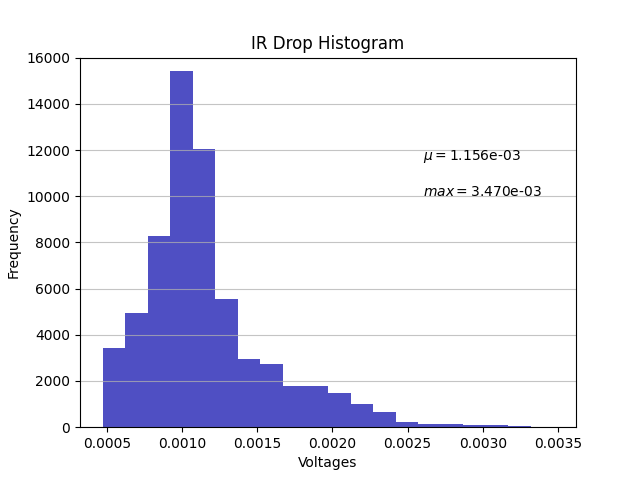 IR Drop Histogram
16000
14000
12000
10000
8000
6000
4000
2000
0
Frequency
μ = 1.156e-03
max = 3.470e-03
0.0005 0.0010 0.0015 0.0020 0.0025 0.0030 0.0035
Voltages